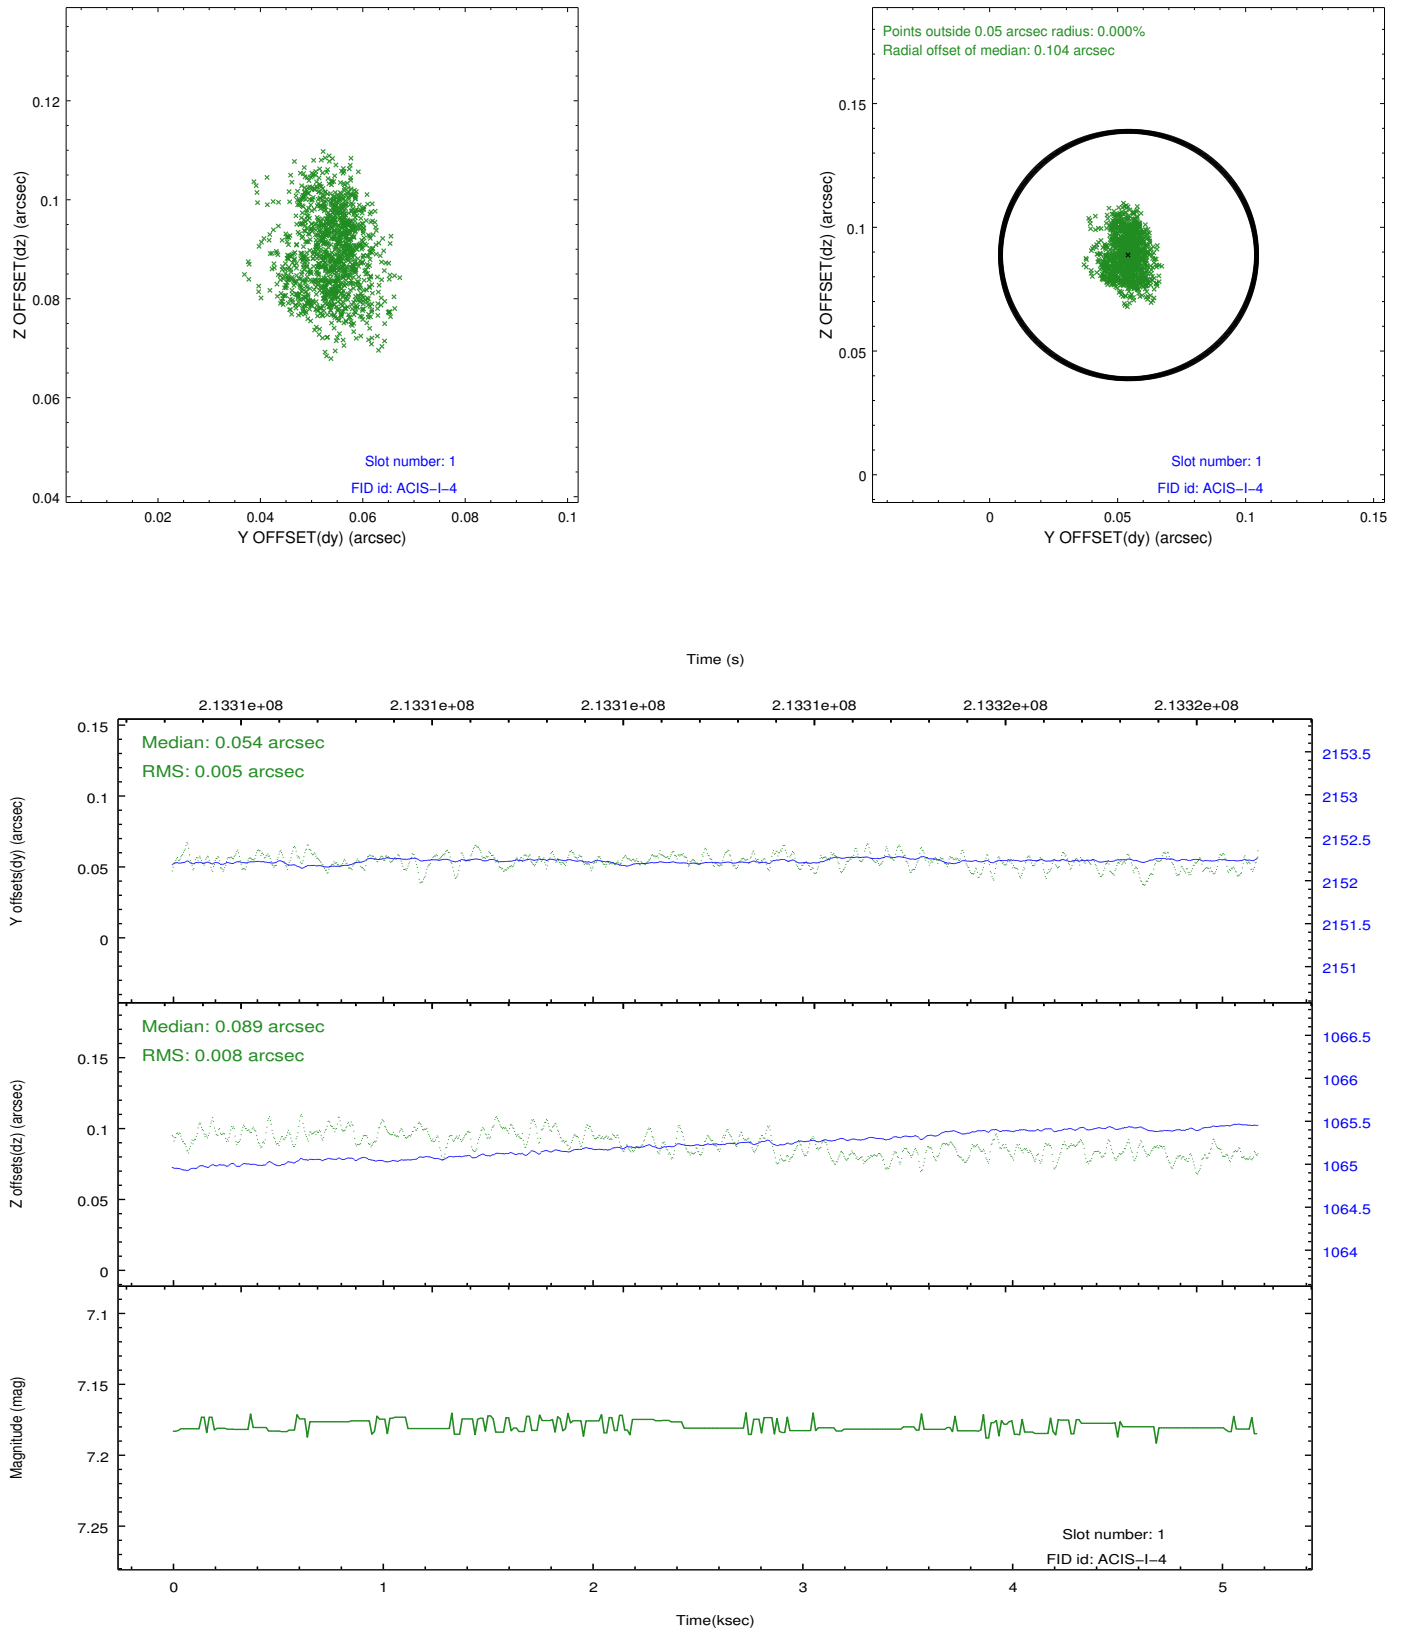 0.12
0.1
0.08
0.06
0.04
Z OFFSET(dz) (arcsec)
Slot number: 1
FID id: ACIS-I-4
0.02 0.04 0.06 0.08 0.1
Y OFFSET(dy) (arcsec)
Points outside 0.05 arcsec radius: 0.000%
Radial offset of median: 0.104 arcsec
0.15
0.1
0.05
0
Z OFFSET(dz) (arcsec)
Slot number: 1
FID id: ACIS-I-4
0 0.05 0.1 0.15
Y OFFSET(dy) (arcsec)
Time (s)
2.1331e+08 2.1331e+08 2.1331e+08 2.1331e+08 2.1332e+08 2.1332e+08
Median: 0.054 arcsec
RMS: 0.005 arcsec
0.15
0.1
0.05
0
Y offsets(dy) (arcsec)
2153.5
2153
2152.5
2152
2151.5
2151
Median: 0.089 arcsec
RMS: 0.008 arcsec
0.15
0.1
0.05
0
Z offsets(dz) (arcsec)
1066.5
1066
1065.5
1065
1064.5
1064
7.1
7.15
7.2
7.25
Magnitude (mag)
Slot number: 1
FID id: ACIS-I-4
0 1 2 3 4 5
Time(ksec)